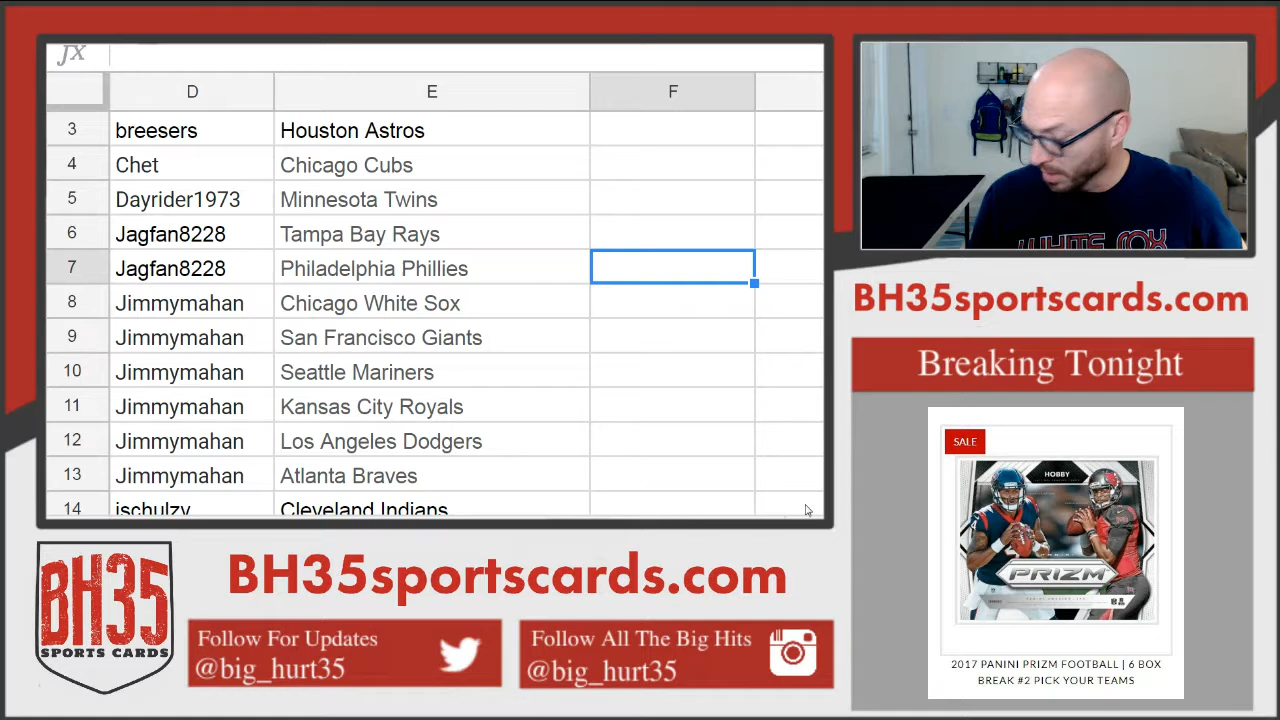 fx
D E F
3 breesers Houston Astros
4 Chet Chicago Cubs
5 Dayrider1973 Minnesota Twins
6 Jagfan8228 Tampa Bay Rays
7 Jagfan8228 Philadelphia Phillies
8 Jimmymahan Chicago White Sox
9 Jimmymahan San Francisco Giants
10 Jimmymahan Seattle Mariners
11 Jimmymahan Kansas City Royals
12 Jimmymahan Los Angeles Dodgers
13 Jimmymahan Atlanta Braves
14 jschulzy Cleveland Indians
WHITE SOX
BH35sportscards.com
Breaking Tonight
SALE
HOBBY
PRIZM
2017 PANINI PRIZM FOOTBALL | 6 BOX
BREAK #2 PICK YOUR TEAMS
BH35
SPORTS CARDS
BH35sportscards.com
Follow For Updates
@big_hurt35
Follow All The Big Hits
@big_hurt35